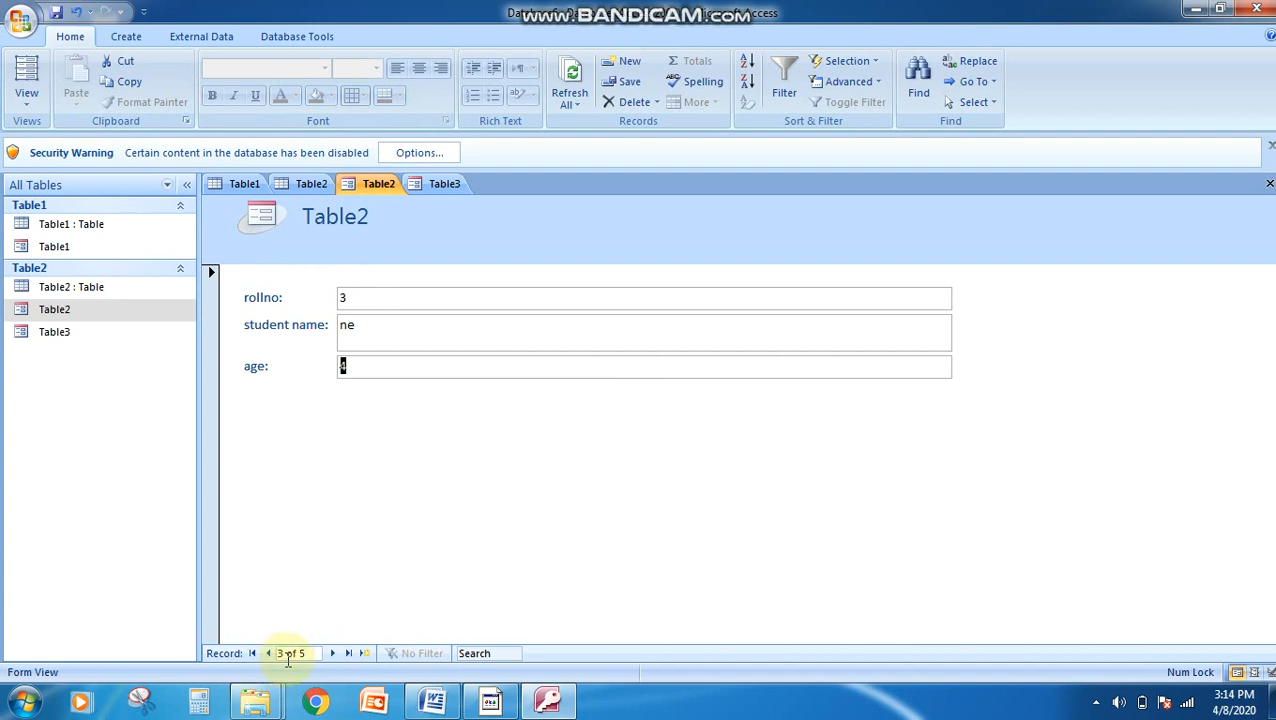 www.BANDICAM.com
Home Create External Data Database Tools
View
Views
Paste
Cut
Copy
Format Painter
Clipboard
B I U A
Font
Rich Text
Refresh
All
New
Save
Delete
Totals
Spelling
More
Records
Filter
Selection
Advanced
Toggle Filter
Sort & Filter
Find
Replace
Go To
Select
Find
Security Warning Certain content in the database has been disabled Options...
All Tables
Table1
Table1 : Table
Table1
Table2
Table2 : Table
Table2
Table3
Table1 Table2 Table2 Table3
Table2
rollno: 3
student name: ne
age: 4
Record: 3 of 5 No Filter Search
Form View Num Lock
3:14 PM
4/8/2020